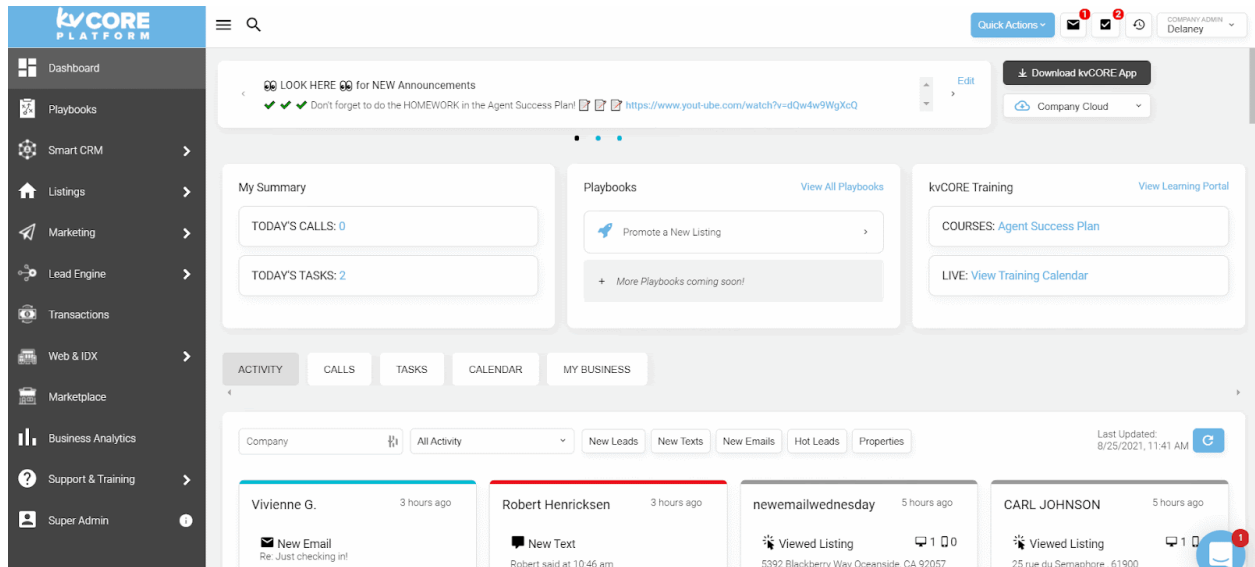 kvCORE
PLATFORM
Quick Actions
1
2
COMPANY ADMIN
Delaney
Dashboard
Playbooks
Smart CRM
Listings
Marketing
Lead Engine
Transactions
Web & IDX
Marketplace
Business Analytics
Support & Training
Super Admin
👀 LOOK HERE 👀 for NEW Announcements
✔ ✔ ✔ Don't forget to do the HOMEWORK in the Agent Success Plan! 📝 📝 📝 https://www.yout-ube.com/watch?v=dQw4w9WgXcQ
Edit
Download kvCORE App
Company Cloud
My Summary
TODAY'S CALLS: 0
TODAY'S TASKS: 2
Playbooks
View All Playbooks
Promote a New Listing
+ More Playbooks coming soon!
kvCORE Training
View Learning Portal
COURSES: Agent Success Plan
LIVE: View Training Calendar
ACTIVITY
CALLS
TASKS
CALENDAR
MY BUSINESS
Company
All Activity
New Leads
New Texts
New Emails
Hot Leads
Properties
Last Updated:
8/25/2021, 11:41 AM
Vivienne G.
3 hours ago
New Email
Re: Just checking in!
Robert Henricksen
3 hours ago
New Text
Robert said at 10:46 am
newemailwednesday
5 hours ago
Viewed Listing
1 0
5392 Blackberry Way Oceanside, CA 92057
CARL JOHNSON
5 hours ago
Viewed Listing
1
25 rue du Semaphore , 61900
1